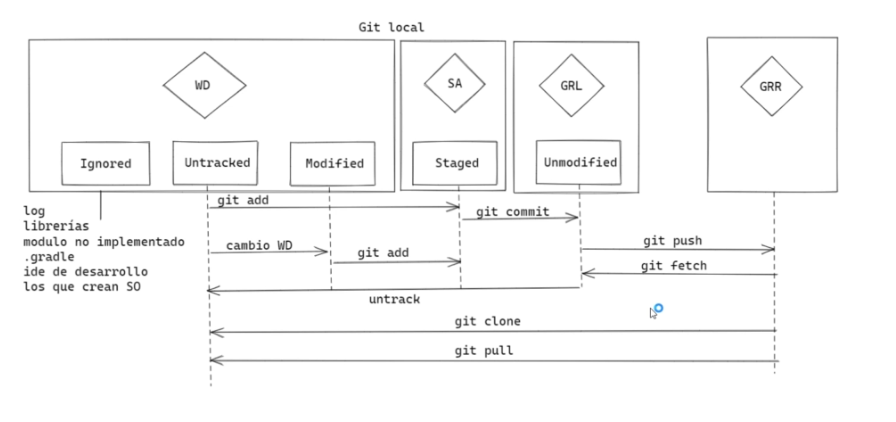 Git local
WD
SA
GRL
GRR
Ignored
Untracked
Modified
Staged
Unmodified
git add
git commit
log
librerías
modulo no implementado
.gradle
ide de desarrollo
los que crean SO
cambio WD
git add
git push
git fetch
untrack
git clone
git pull